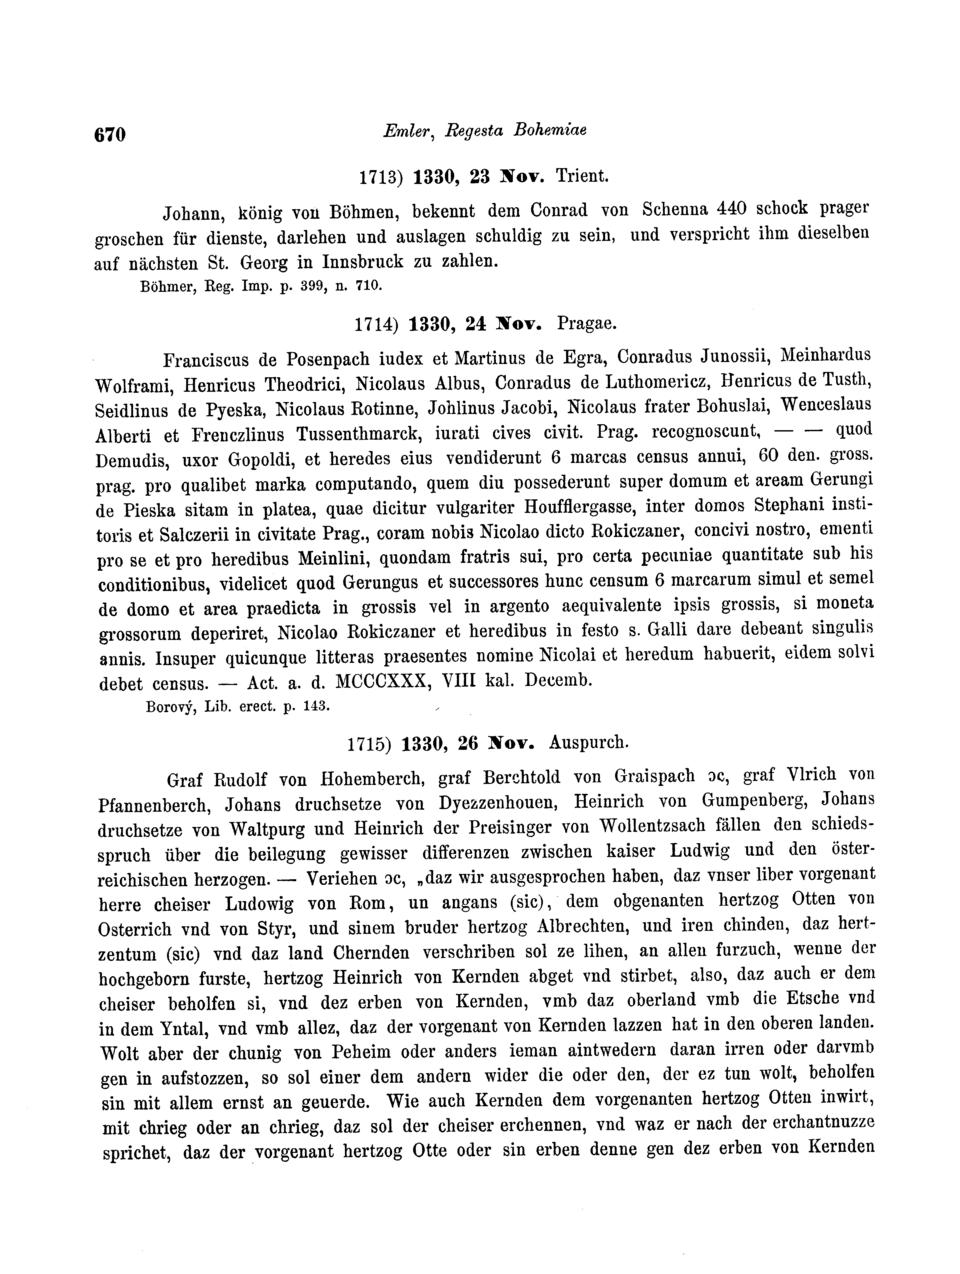 670 Emler, Regesta Bohemiae
1713) 1330, 23 Nov. Trient.
Johann, könig von Böhmen, bekennt dem Conrad von Schenna 440 schock prager
groschen für dienste, darlehen und auslagen schuldig zu sein, und verspricht ihm dieselben
auf nächsten St. Georg in Innsbruck zu zahlen.
Böhmer, Reg. Imp. p. 399, n. 710.
1714) 1330, 24 Nov. Pragae.
Franciscus de Posenpach iudex et Martinus de Egra, Conradus Junossii, Meinhardus
Wolframi, Henricus Theodrici, Nicolaus Albus, Conradus de Luthomericz, Henricus de Tusth,
Seidlinus de Pyeska, Nicolaus Rotinne, Johlinus Jacobi, Nicolaus frater Bohuslai, Wenceslaus
Alberti et Frenczlinus Tussenthmarck, iurati cives civit. Prag. recognoscunt, — — quod
Demudis, uxor Gopoldi, et heredes eius vendiderunt 6 marcas census annui, 60 den. gross.
prag. pro qualibet marka computando, quem diu possederunt super domum et aream Gerungi
de Pieska sitam in platea, quae dicitur vulgariter Houfflergasse, inter domos Stephani insti-
toris et Salczerii in civitate Prag., coram nobis Nicolao dicto Rokiczaner, concivi nostro, ementi
pro se et pro heredibus Meinlini, quondam fratris sui, pro certa pecuniae quantitate sub his
conditionibus, videlicet quod Gerungus et successores hunc censum 6 marcarum simul et semel
de domo et area praedicta in grossis vel in argento aequivalente ipsis grossis, si moneta
grossorum deperiret, Nicolao Rokiczaner et heredibus in festo s. Galli dare debeant singulis
annis. Insuper quicunque litteras praesentes nomine Nicolai et heredum habuerit, eidem solvi
debet census. — Act. a. d. MCCCXXX, VIII kal. Decemb.
Borový, Lib. erect. p. 143.
1715) 1330, 26 Nov. Auspurch.
Graf Rudolf von Hohemberch, graf Berchtold von Graispach ɔc, graf Vlrich von
Pfannenberch, Johans druchsetze von Dyezzenhouen, Heinrich von Gumpenberg, Johans
druchsetze von Waltpurg und Heinrich der Preisinger von Wollentzsach fällen den schieds-
spruch über die beilegung gewisser differenzen zwischen kaiser Ludwig und den öster-
reichischen herzogen. — Veriehen ɔc, „daz wir ausgesprochen haben, daz vnser liber vorgenant
herre cheiser Ludowig von Rom, un angans (sic), dem obgenanten hertzog Otten von
Osterrich vnd von Styr, und sinem bruder hertzog Albrechten, und iren chinden, daz hert-
zentum (sic) vnd daz land Chernden verschriben sol ze lihen, an allen furzuch, wenne der
hochgeborn furste, hertzog Heinrich von Kernden abget vnd stirbet, also, daz auch er dem
cheiser beholfen si, vnd dez erben von Kernden, vmb daz oberland vmb die Etsche vnd
in dem Yntal, vnd vmb allez, daz der vorgenant von Kernden lazzen hat in den oberen landen.
Wolt aber der chunig von Peheim oder anders ieman aintwedern daran irren oder darvmb
gen in aufstozzen, so sol einer dem andern wider die oder den, der ez tun wolt, beholfen
sin mit allem ernst an geuerde. Wie auch Kernden dem vorgenanten hertzog Otten inwirt,
mit chrieg oder an chrieg, daz sol der cheiser erchennen, vnd waz er nach der erchantnuzze
sprichet, daz der vorgenant hertzog Otte oder sin erben denne gen dez erben von Kernden